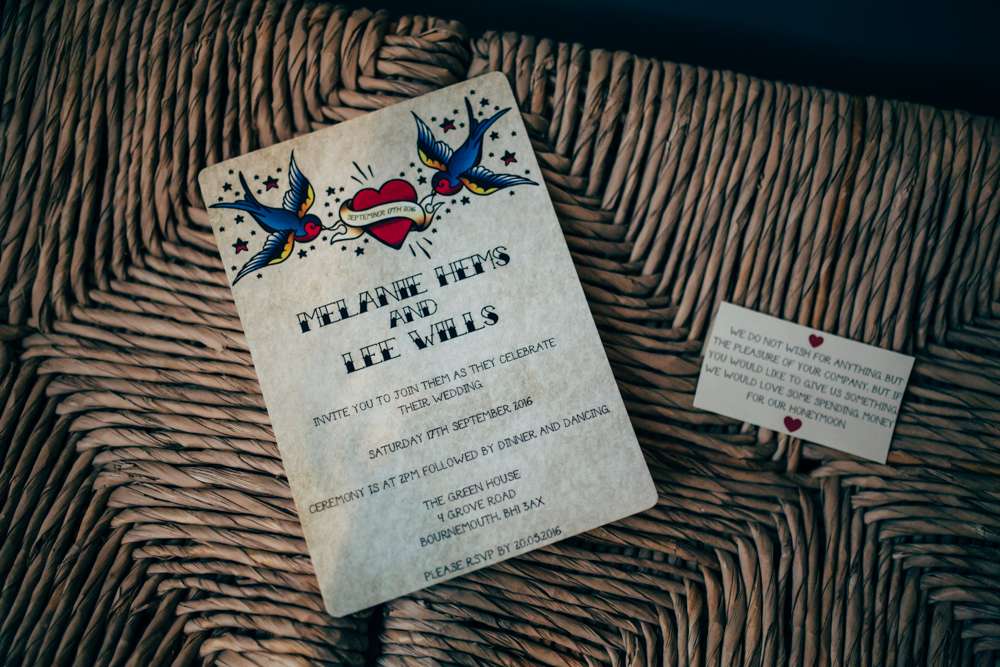 SEPTEMBER 17TH 2016
MELANIE HEMS
AND
LEE WILLS
INVITE YOU TO JOIN THEM AS THEY CELEBRATE
THEIR WEDDING
SATURDAY 17TH SEPTEMBER 2016
CEREMONY IS AT 2PM FOLLOWED BY DINNER AND DANCING
THE GREEN HOUSE
4 GROVE ROAD
BOURNEMOUTH, BH1 3AX
PLEASE RSVP BY 20.05.2016
WE DO NOT WISH FOR ANYTHING BUT
THE PLEASURE OF YOUR COMPANY. BUT IF
YOU WOULD LIKE TO GIVE US SOMETHING
WE WOULD LOVE SOME SPENDING MONEY
FOR OUR HONEYMOON